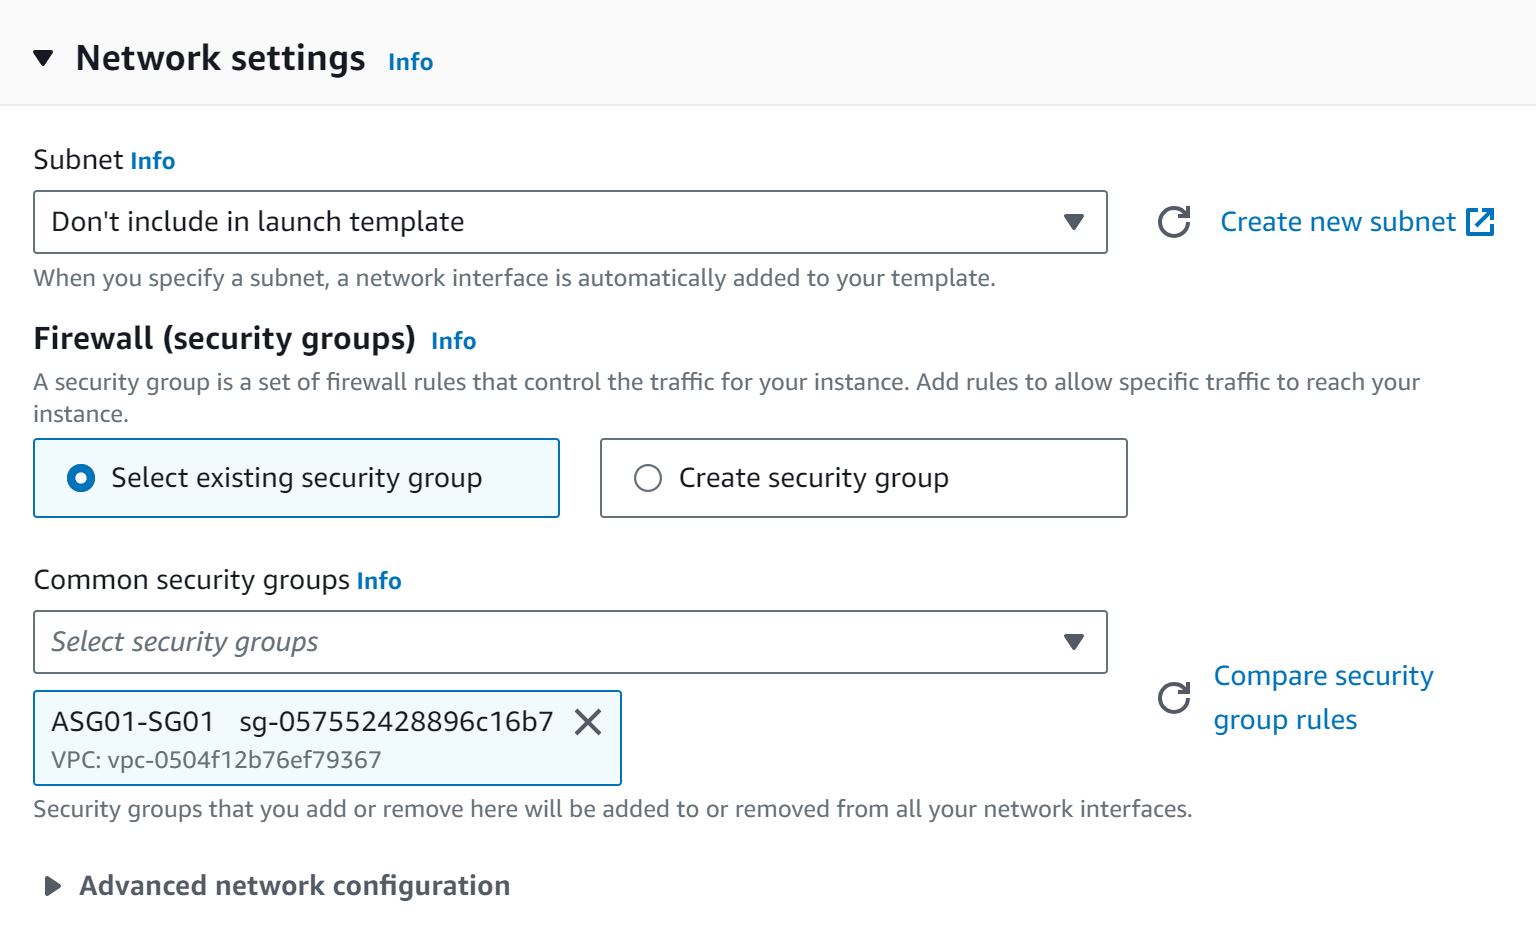 Network settings Info
Subnet Info
Don't include in launch template
Create new subnet
When you specify a subnet, a network interface is automatically added to your template.
Firewall (security groups) Info
A security group is a set of firewall rules that control the traffic for your instance. Add rules to allow specific traffic to reach your
instance.
Select existing security group
Create security group
Common security groups Info
Select security groups
Compare security
group rules
ASG01-SG01 sg-057552428896c16b7
VPC: vpc-0504f12b76ef79367
Security groups that you add or remove here will be added to or removed from all your network interfaces.
Advanced network configuration